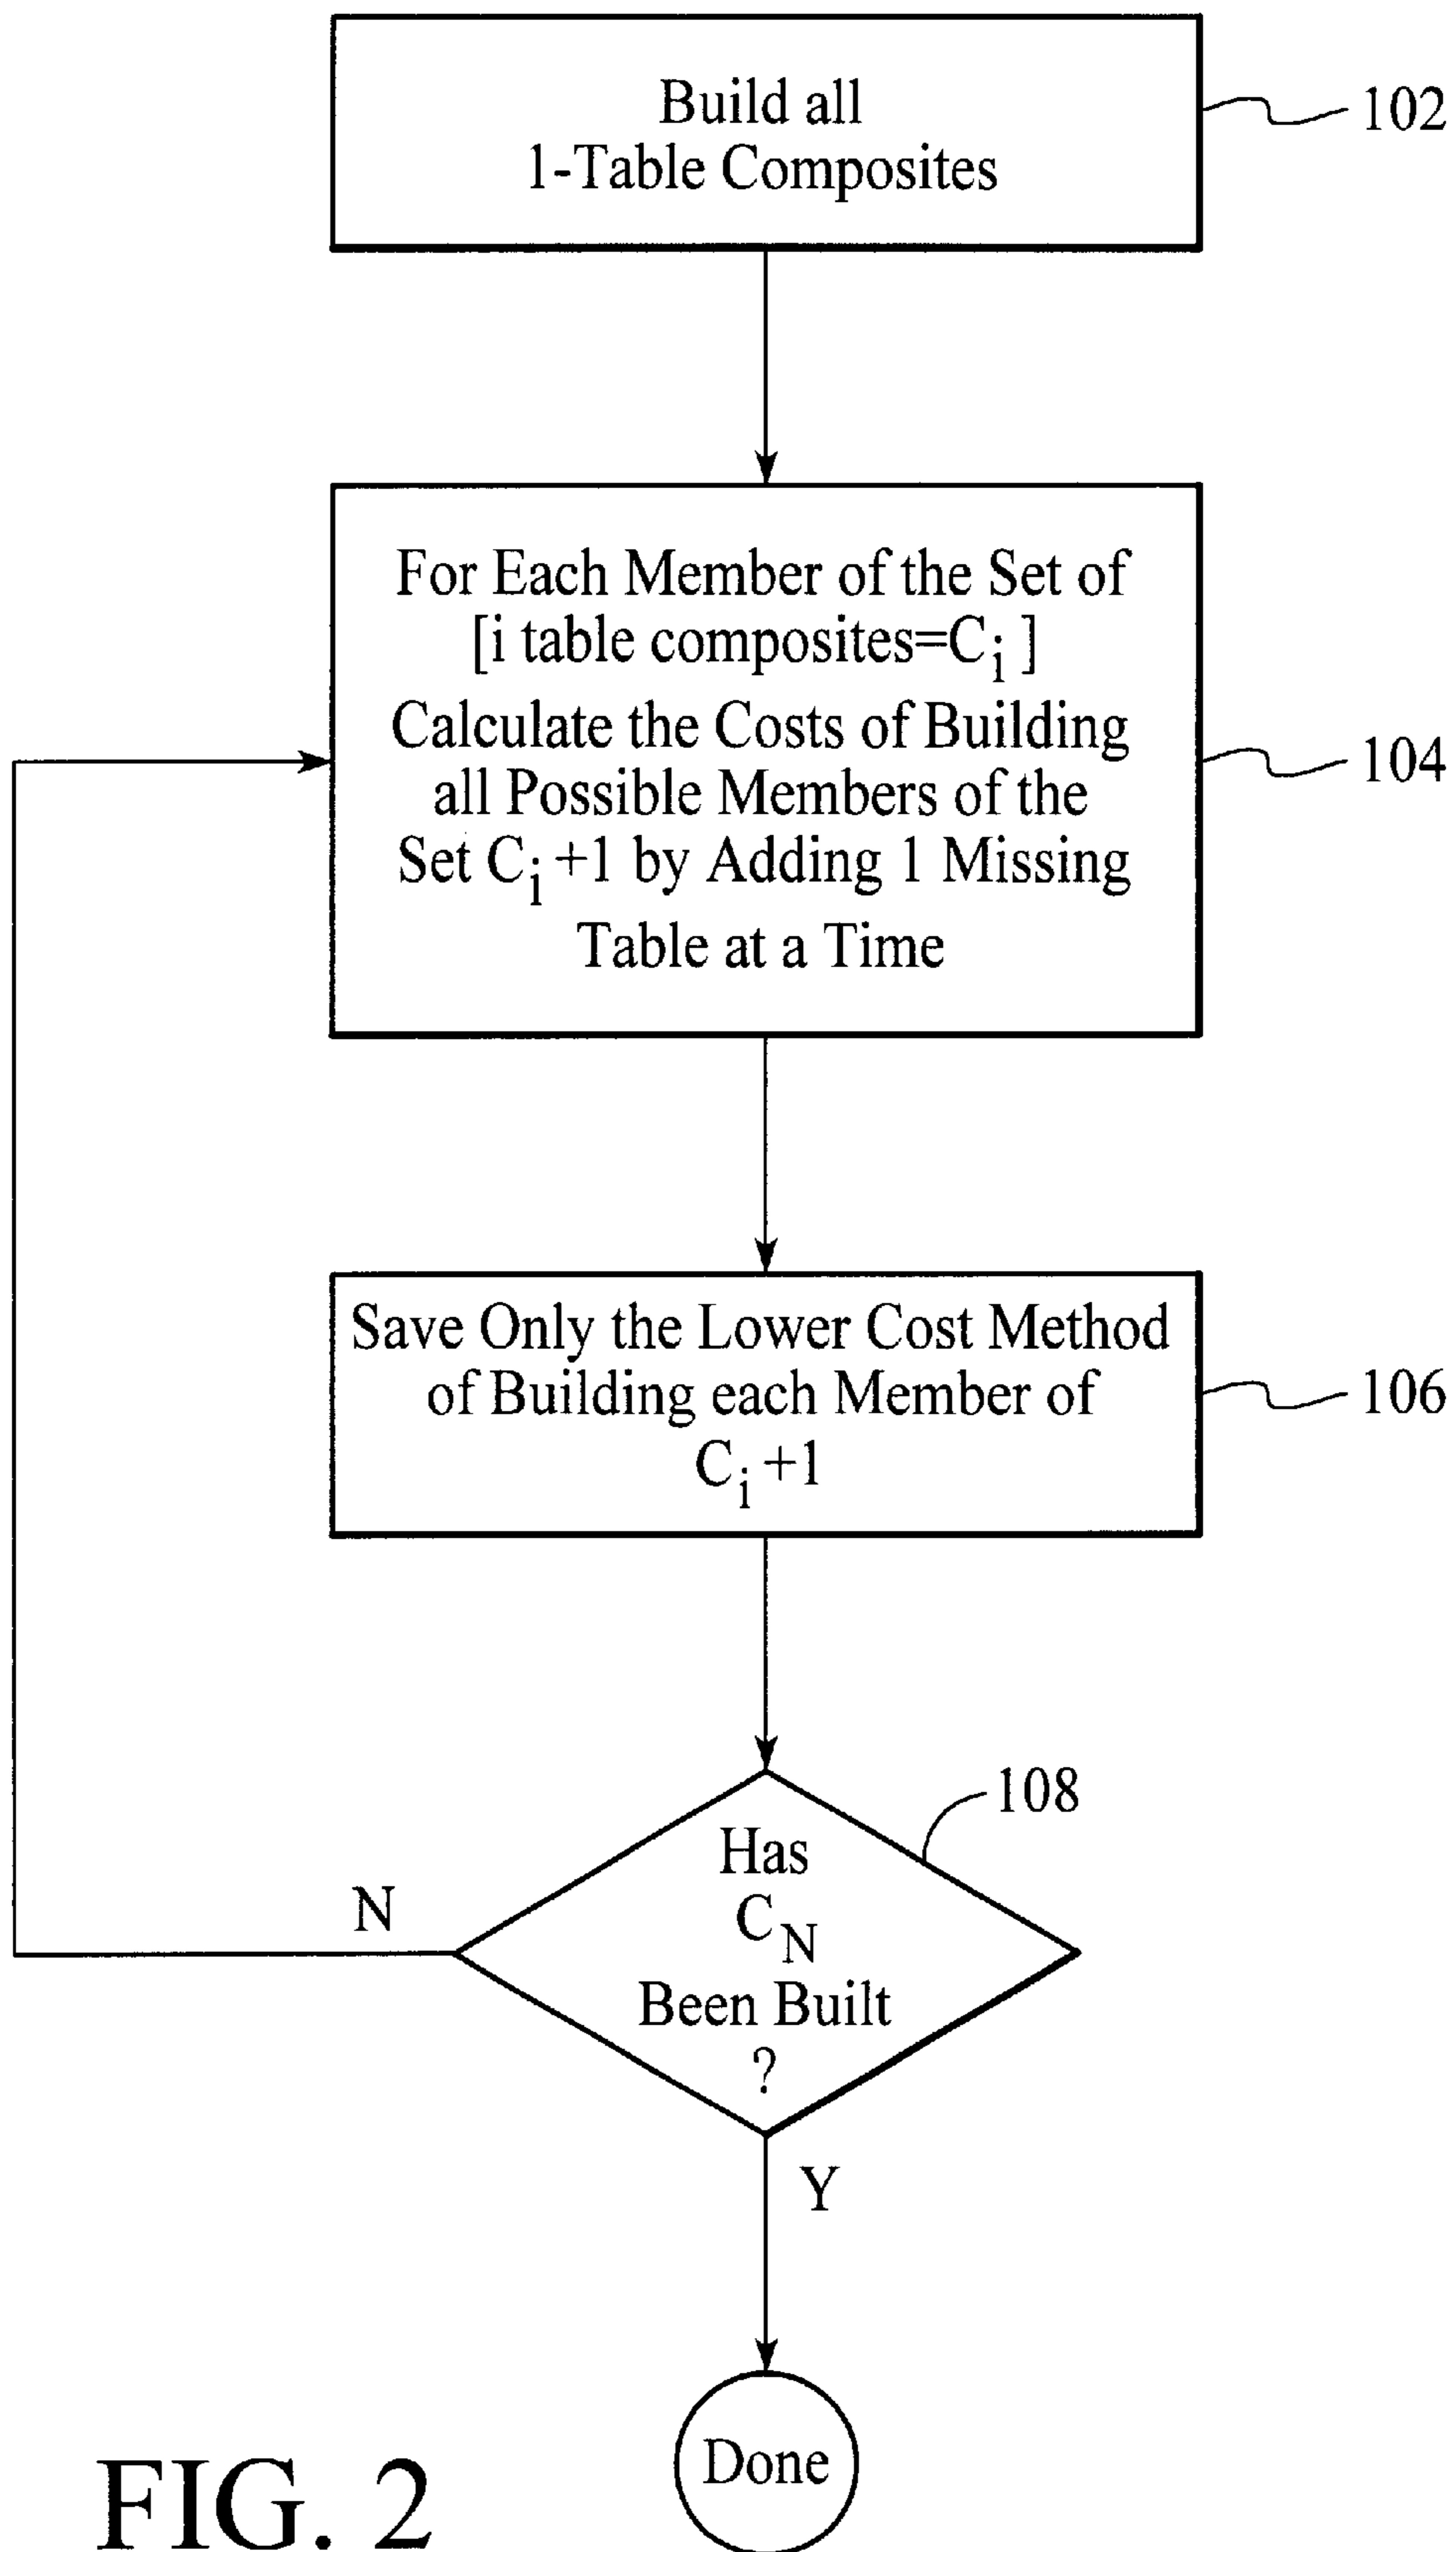 Build all
1-Table Composites
102
For Each Member of the Set of
[i table composites=Cᵢ ]
Calculate the Costs of Building
all Possible Members of the
Set Cᵢ +1 by Adding 1 Missing
Table at a Time
104
Save Only the Lower Cost Method
of Building each Member of
Cᵢ +1
106
108
Has
C N
Been Built
?
N
Y
Done
FIG. 2